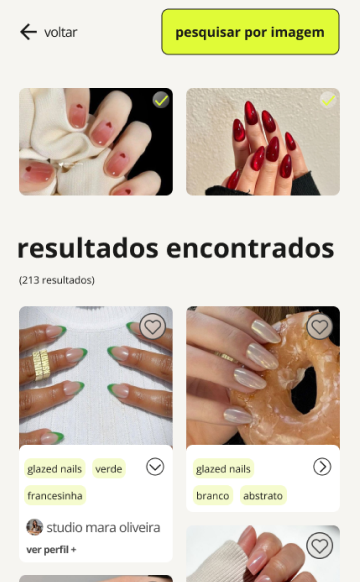 voltar
pesquisar por imagem
resultados encontrados
(213 resultados)
glazed nails verde
francesinha
studio mara oliveira
ver perfil +
glazed nails
branco abstrato